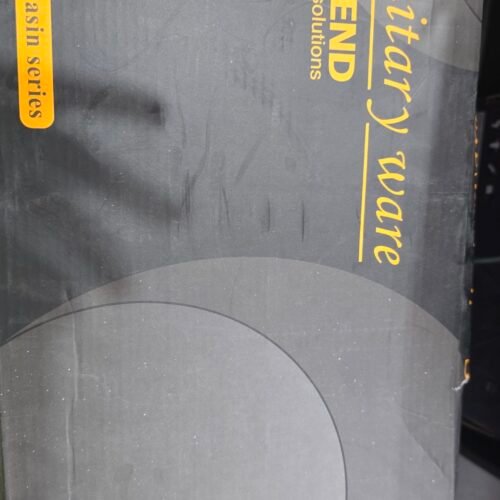 itary ware
END
solutions
asin series